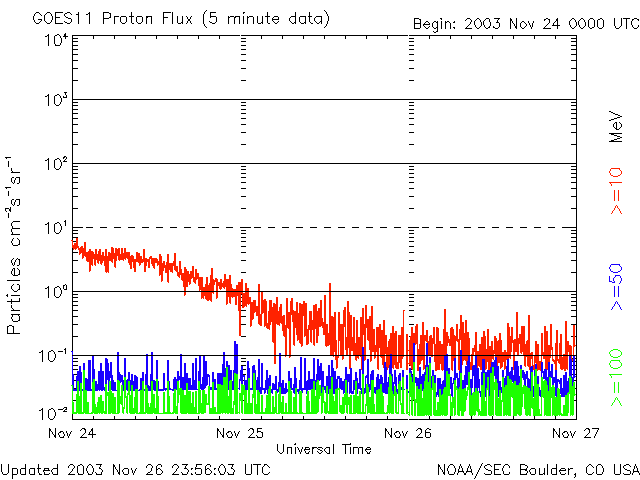 GOES11 Proton Flux (5 minute data)
Begin: 2003 Nov 24 0000 UTC
Particles cm⁻²s⁻¹sr⁻¹
10⁴
10³
10²
10
10⁰
10⁻¹
10⁻²
Nov 24
Nov 25
Nov 26
Nov 27
Universal Time
MeV
>=10
>=50
>=100
Updated 2003 Nov 26 23:56:03 UTC
NOAA/SEC Boulder, CO USA